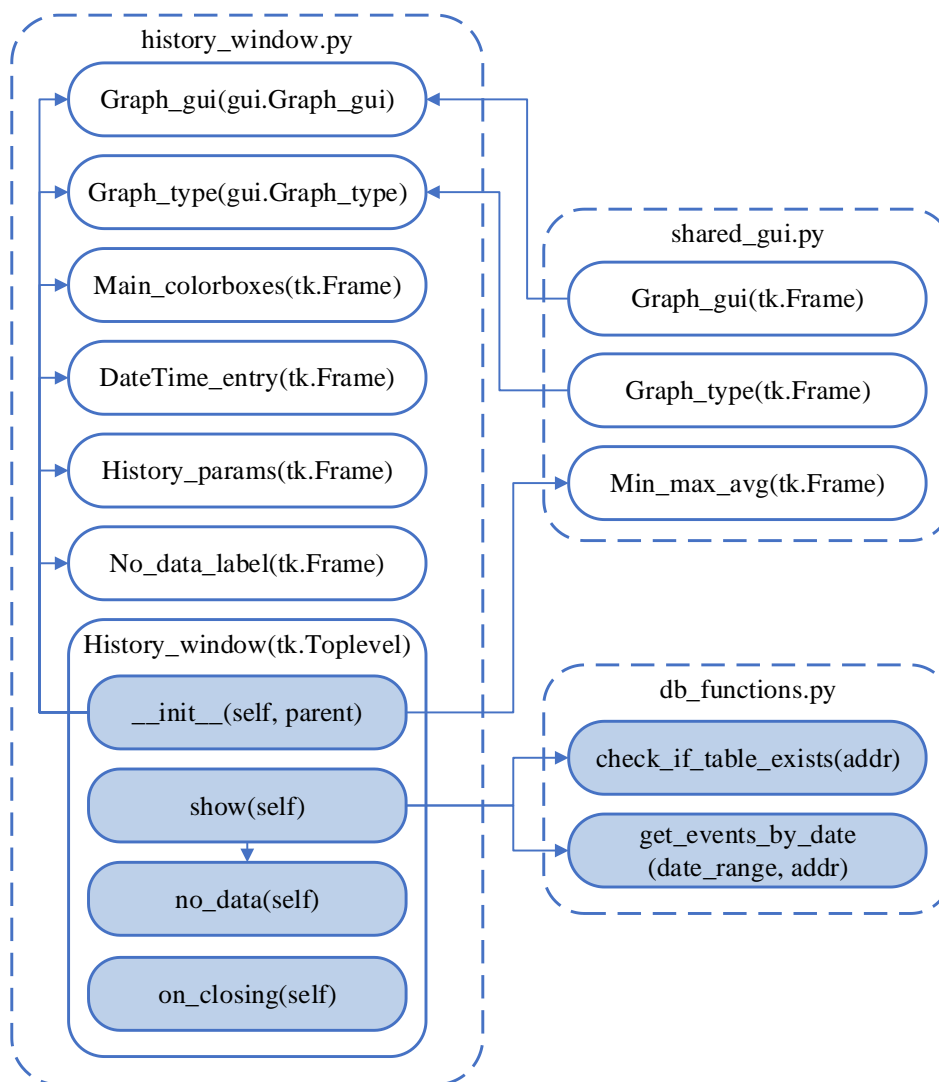 history_window.py
Graph_gui(gui.Graph_gui)
Graph_type(gui.Graph_type)
Main_colorboxes(tk.Frame)
DateTime_entry(tk.Frame)
History_params(tk.Frame)
No_data_label(tk.Frame)
History_window(tk.Toplevel)
__init__(self, parent)
show(self)
no_data(self)
on_closing(self)
shared_gui.py
Graph_gui(tk.Frame)
Graph_type(tk.Frame)
Min_max_avg(tk.Frame)
db_functions.py
check_if_table_exists(addr)
get_events_by_date
(date_range, addr)